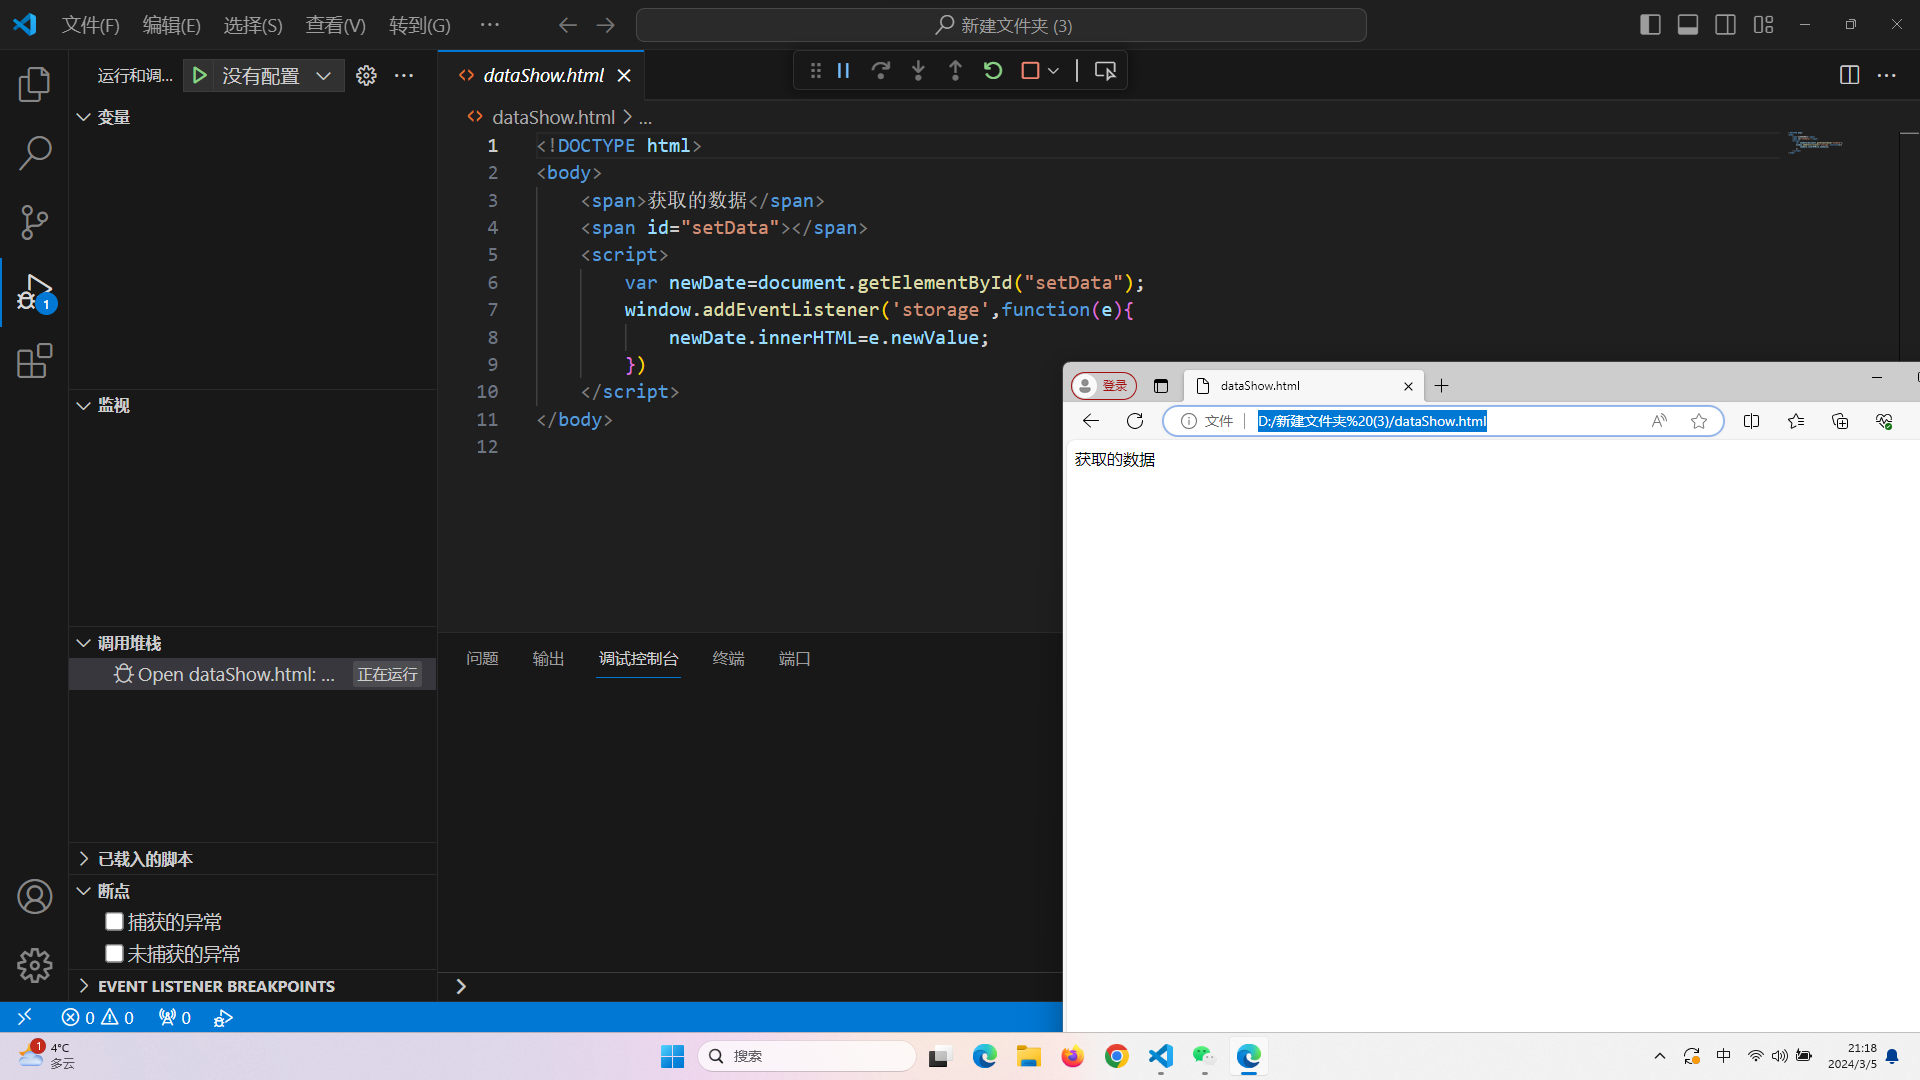 文件(F) 编辑(E) 选择(S) 查看(V) 转到(G) ··· 新建文件夹 (3)
运行和调... 没有配置 ···
dataShow.html
dataShow.html > ...
变量
1 <!DOCTYPE html>
2 <body>
3 <span>获取的数据</span>
4 <span id="setData"></span>
5 <script>
6 var newDate=document.getElementById("setData");
7 window.addEventListener('storage',function(e){
8 newDate.innerHTML=e.newValue;
9 })
10 </script>
11 </body>
12
监视
调用堆栈
Open dataShow.html: ... 正在运行
已载入的脚本
断点
捕获的异常
未捕获的异常
EVENT LISTENER BREAKPOINTS
1
问题 输出 调试控制台 终端 端口
>
0 0 0
登录 dataShow.html
文件 D:/新建文件夹%20(3)/dataShow.html
获取的数据
1
4°C
多云
搜索
中
21:18
2024/3/5